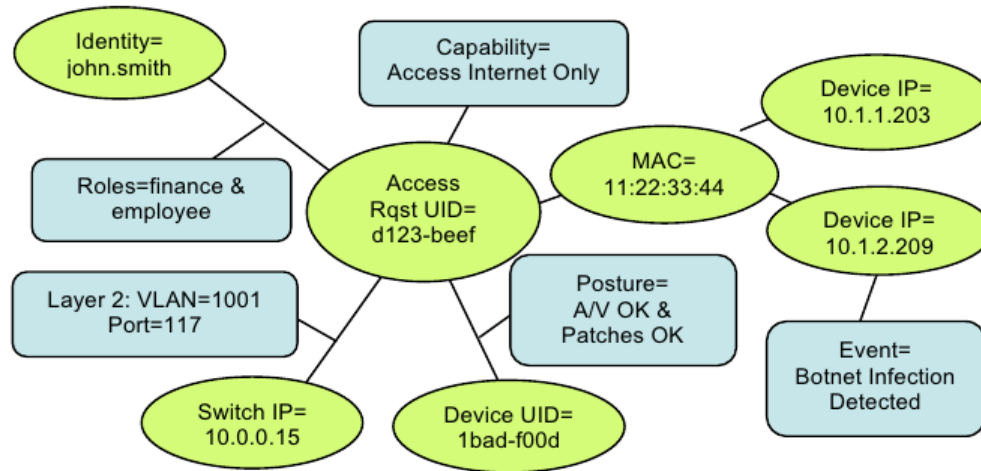 Identity=
john.smith
Capability=
Access Internet Only
Device IP=
10.1.1.203
MAC=
11:22:33:44
Roles=finance &
employee
Access
Rqst UID=
d123-beef
Device IP=
10.1.2.209
Layer 2: VLAN=1001
Port=117
Posture=
A/V OK &
Patches OK
Event=
Botnet Infection
Detected
Switch IP=
10.0.0.15
Device UID=
1bad-f00d